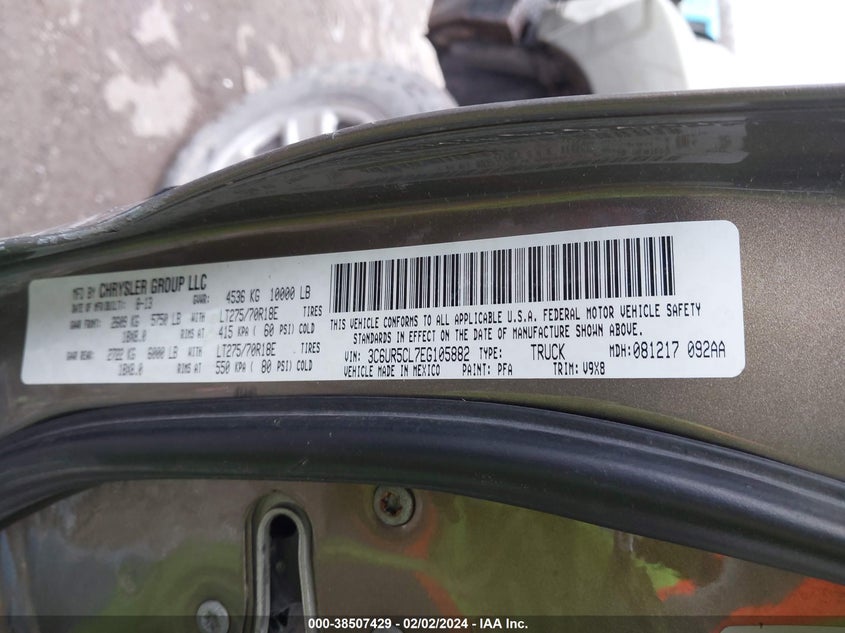 MFD BY CHRYSLER GROUP LLC
DATE OF MFR(BUILT): 8-13 GVWR: 4536 KG 10000 LB
GAWR FRONT: 2609 KG 5750 LB WITH LT275/70R18E TIRES
18X8.0 RIMS AT 415 KPA ( 60 PSI) COLD
GAWR REAR: 2722 KG 6000 LB WITH LT275/70R18E . TIRES
18X8.0 RIMS AT 550 KPA ( 80 PSI) COLD
THIS VEHICLE CONFORMS TO ALL APPLICABLE U.S.A. FEDERAL MOTOR VEHICLE SAFETY
STANDARDS IN EFFECT ON THE DATE OF MANUFACTURE SHOWN ABOVE.
VIN: 3C6UR5CL7EG105882 TYPE: TRUCK MDH: 081217 092AA
VEHICLE MADE IN MEXICO PAINT: PFA TRIM: V9X8
000-38507429 - 02/02/2024 - IAA Inc.